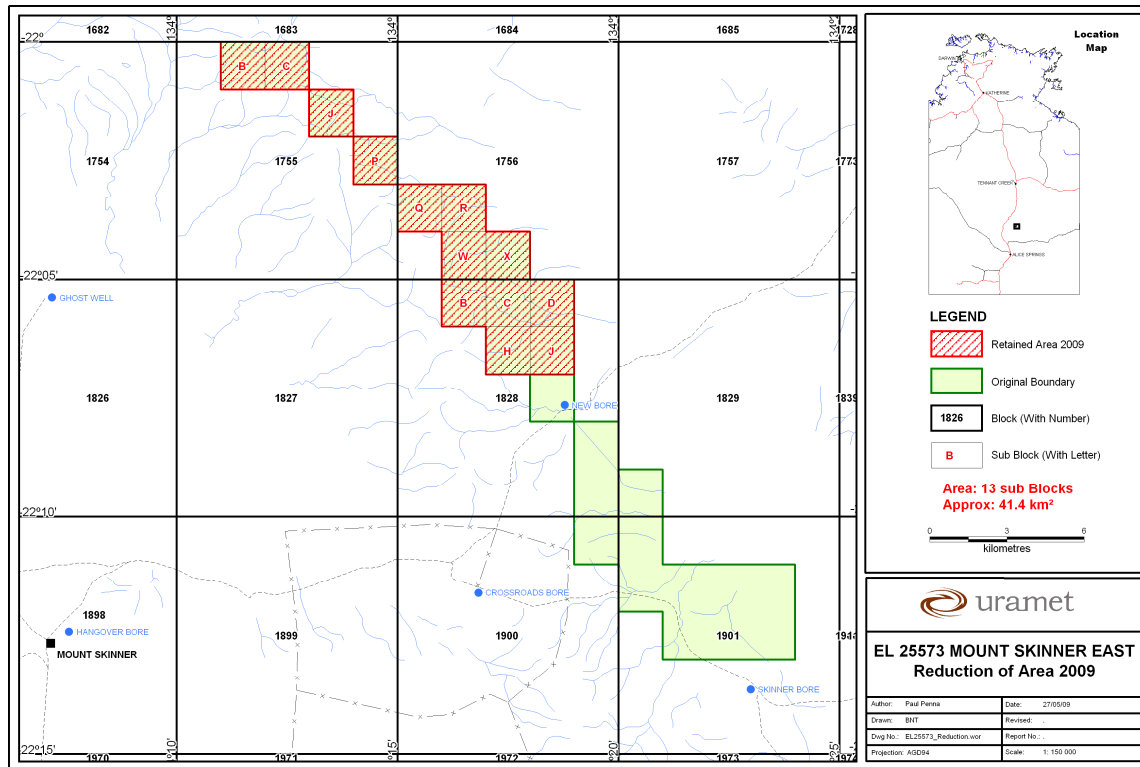 1682
134°
1683
134°
1684
134°
1685
134°
1728
-22°
B
C
J
P
1754
1755
1756
1757
1773
Q
R
W
X
-22°05'
GHOST WELL
B
C
D
H
J
1826
1827
1828
1829
1839
NEW BORE
-22°10'
CROSSROADS BORE
1898
HANGOVER BORE
MOUNT SKINNER
1899
1900
1901
1944
SKINNER BORE
-22°15'
1970
1971
1972
1973
Location
Map
DARWIN
KATHERINE
TENNANT CREEK
ALICE SPRINGS
LEGEND
Retained Area 2009
Original Boundary
1826
Block (With Number)
B
Sub Block (With Letter)
Area: 13 sub Blocks
Approx: 41.4 km²
0 3 6
kilometres
uramet
EL 25573 MOUNT SKINNER EAST
Reduction of Area 2009
Author: Paul Penna
Date: 27/05/09
Drawn: BNT
Revised: .
Dwg No.: EL25573_Reduction.wor
Report No.: .
Projection: AGD94
Scale: 1: 150 000